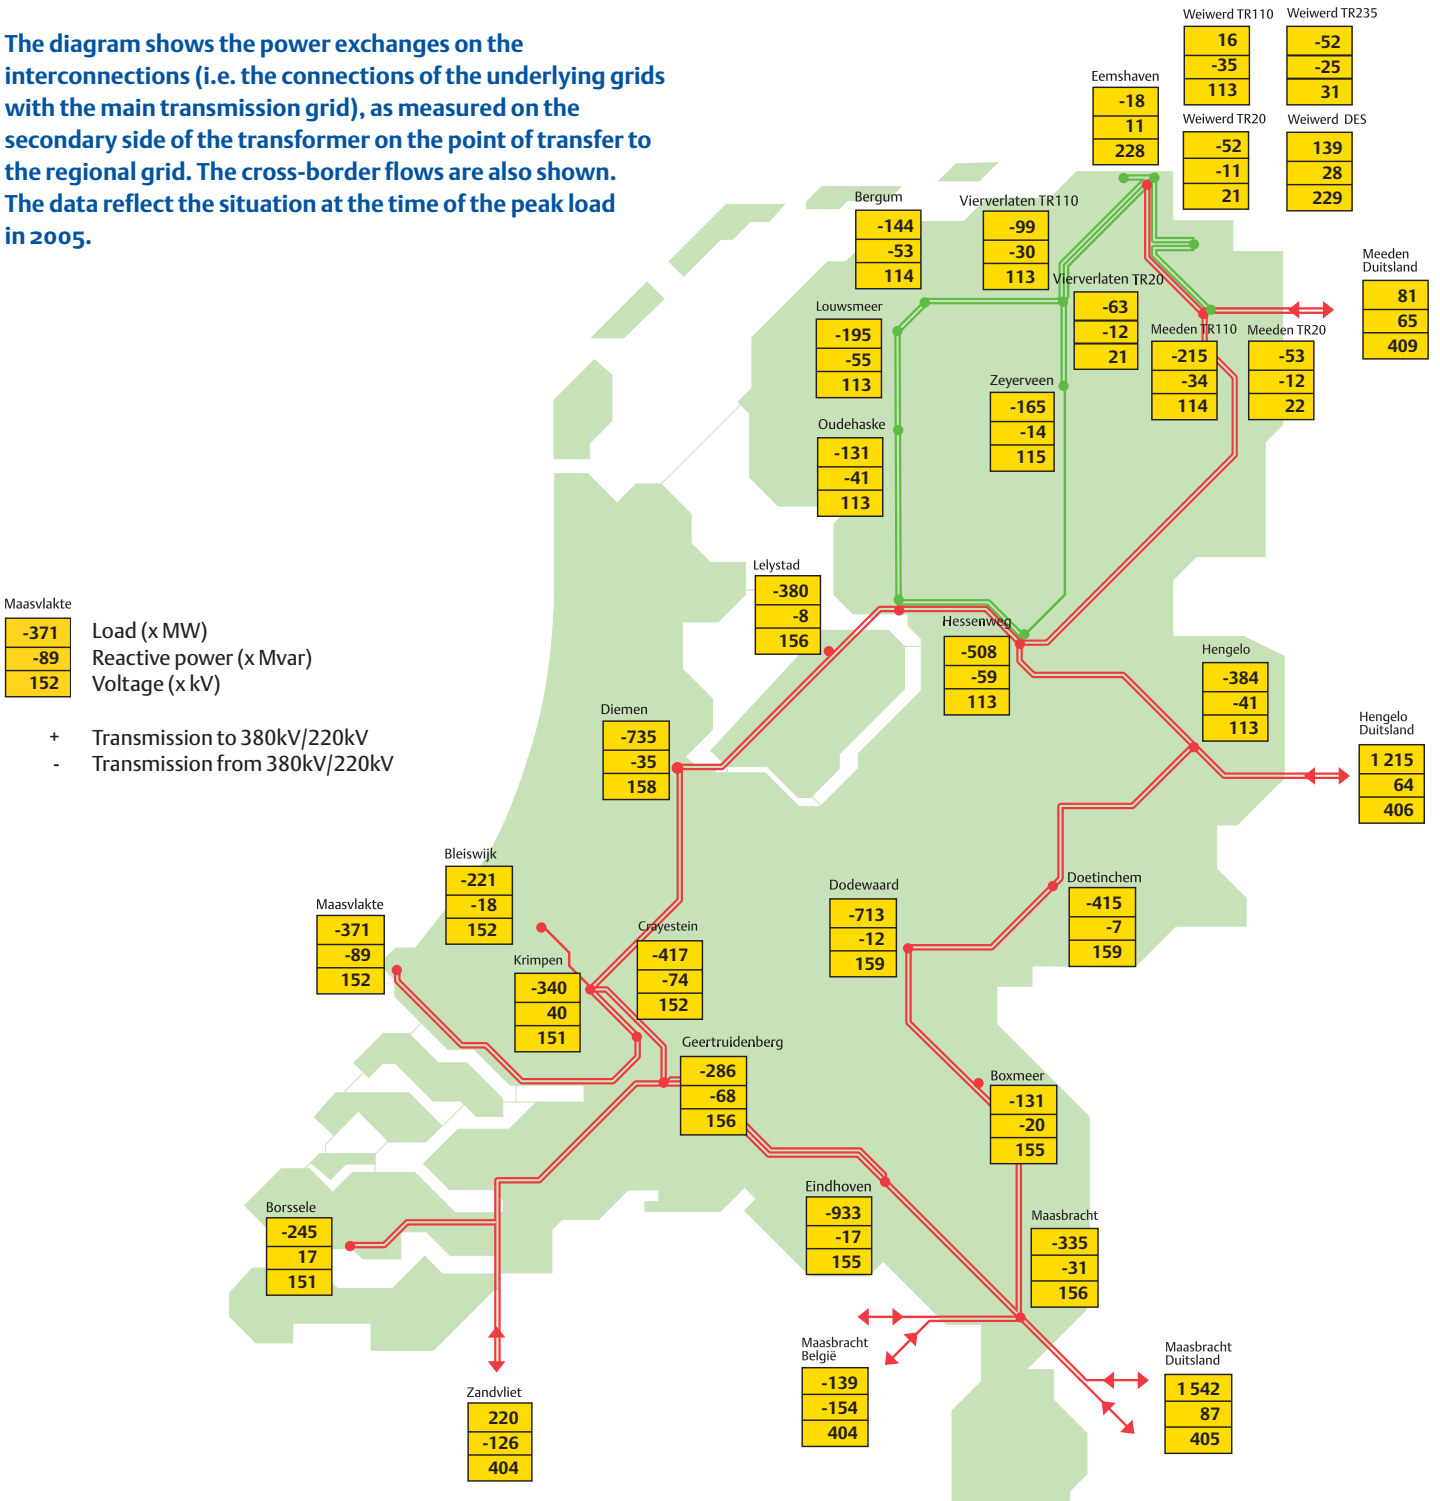 The diagram shows the power exchanges on the
interconnections (i.e. the connections of the underlying grids
with the main transmission grid), as measured on the
secondary side of the transformer on the point of transfer to
the regional grid. The cross-border flows are also shown.
The data reflect the situation at the time of the peak load
in 2005.
Weiwerd TR110
16
-35
113
Weiwerd TR235
-52
-25
31
Eemshaven
-18
11
228
Weiwerd TR20
-52
-11
21
Weiwerd DES
139
28
229
Bergum
-144
-53
114
Vierverlaten TR110
-99
-30
113
Vierverlaten TR20
-63
-12
21
Meeden
Duitsland
81
65
409
Louwsmeer
-195
-55
113
Meeden TR110
-215
-34
114
Meeden TR20
-53
-12
22
Zeyerveen
-165
-14
115
Oudehaske
-131
-41
113
Lelystad
-380
-8
156
Maasvlakte
-371
-89
152
Load (x MW)
Reactive power (x Mvar)
Voltage (x kV)
+ Transmission to 380kV/220kV
- Transmission from 380kV/220kV
Hessenweg
-508
-59
113
Hengelo
-384
-41
113
Diemen
-735
-35
158
Hengelo
Duitsland
1 215
64
406
Bleiswijk
-221
-18
152
Maasvlakte
-371
-89
152
Crayestein
-417
-74
152
Krimpen
-340
40
151
Dodewaard
-713
-12
159
Doetinchem
-415
-7
159
Geertruidenberg
-286
-68
156
Boxmeer
-131
-20
155
Borssele
-245
17
151
Eindhoven
-933
-17
155
Maasbracht
-335
-31
156
Zandvliet
220
-126
404
Maasbracht
België
-139
-154
404
Maasbracht
Duitsland
1 542
87
405